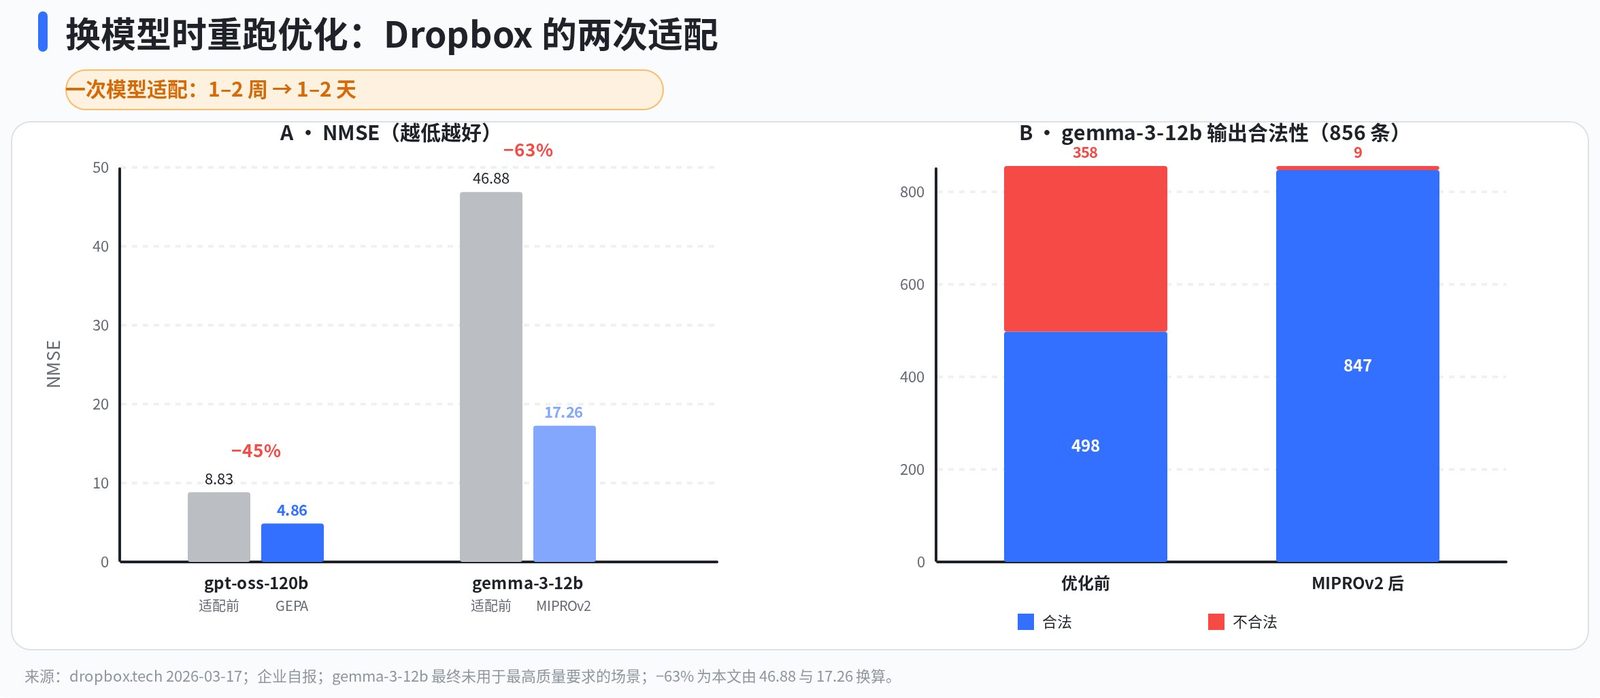 换模型时重跑优化：Dropbox 的两次适配
一次模型适配：1–2 周 → 1–2 天
A · NMSE（越低越好）
−63%
50
46.88
40
30
NMSE
20
17.26
−45%
10
8.83
4.86
0
gpt-oss-120b
gemma-3-12b
适配前
GEPA
适配前
MIPROv2
B · gemma-3-12b 输出合法性（856 条）
358
9
800
600
400
847
498
200
0
优化前
MIPROv2 后
合法
不合法
来源：dropbox.tech 2026-03-17；企业自报；gemma-3-12b 最终未用于最高质量要求的场景；−63% 为本文由 46.88 与 17.26 换算。